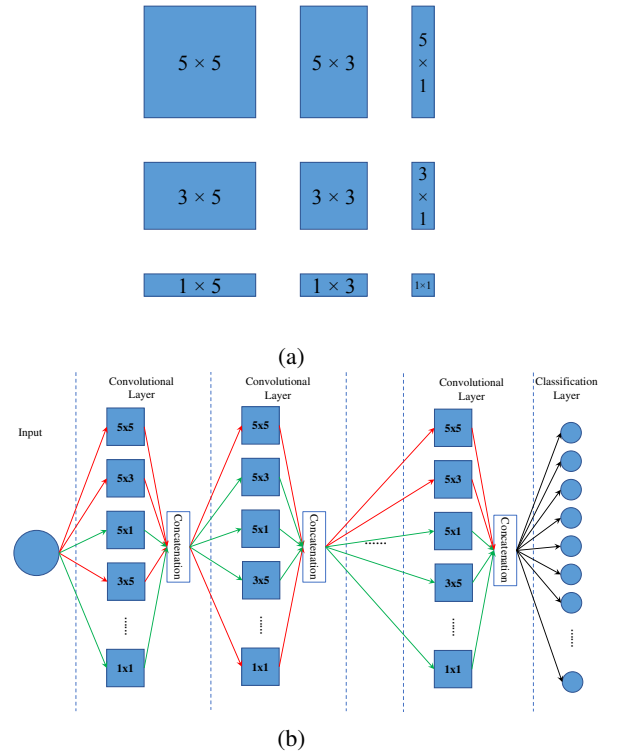 5 × 5
5 × 3
5 × 1
3 × 5
3 × 3
3 × 1
1 × 5
1 × 3
1×1
(a)
Input
Convolutional
Layer
Convolutional
Layer
Convolutional
Layer
Classification
Layer
5x5
5x3
5x1
3x5
......
1x1
Concatenation
5x5
5x3
5x1
3x5
......
1x1
Concatenation
......
5x5
5x3
5x1
3x5
......
1x1
Concatenation
......
(b)